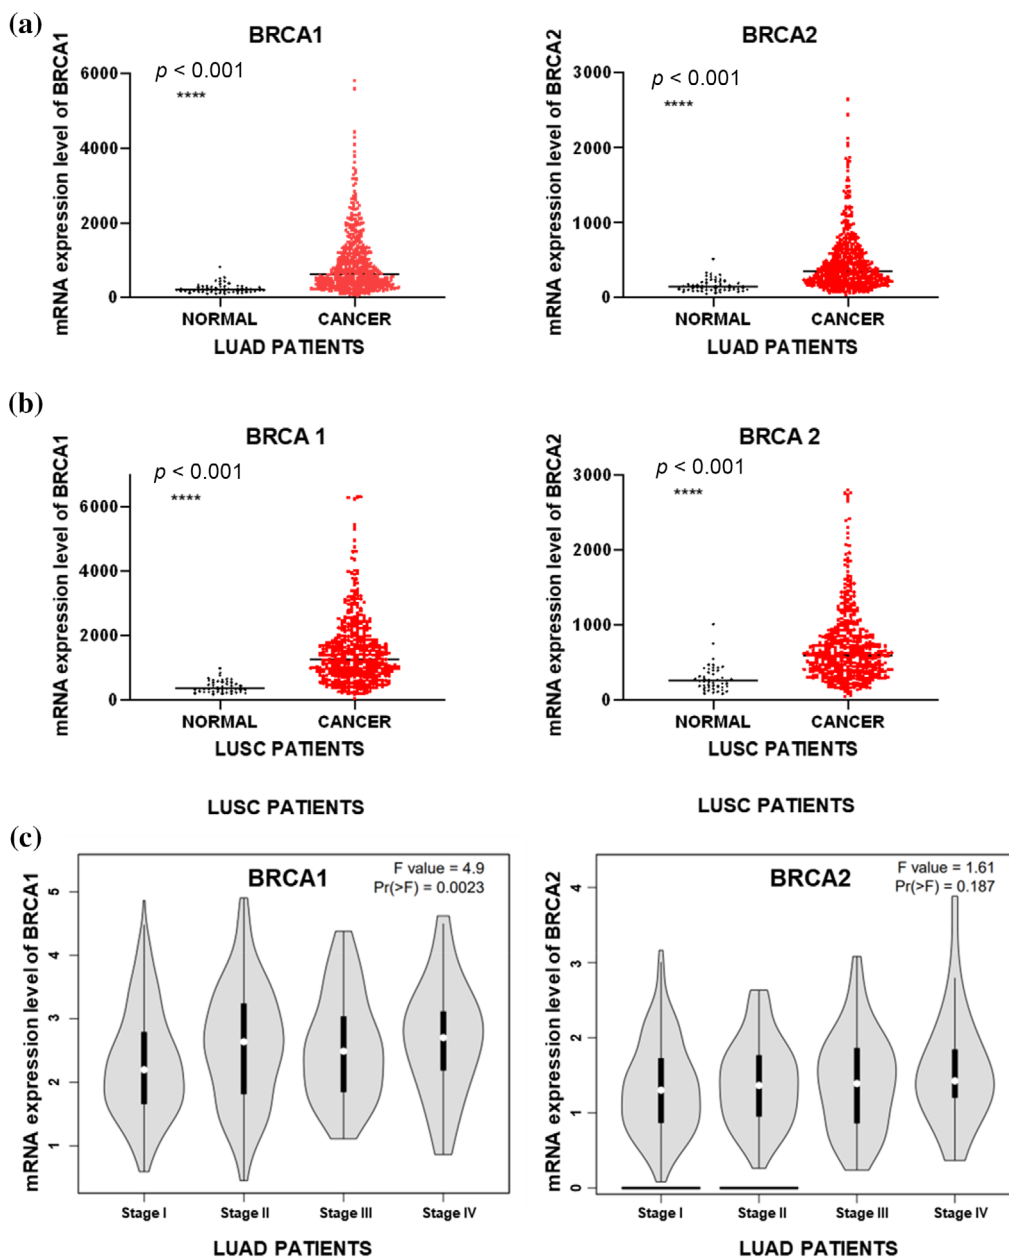 (a)
BRCA1
mRNA expression level of BRCA1
6000
4000
2000
0
p < 0.001
****
NORMAL
CANCER
LUAD PATIENTS
BRCA2
mRNA expression level of BRCA2
3000
2000
1000
0
p < 0.001
****
NORMAL
CANCER
LUAD PATIENTS
(b)
BRCA 1
mRNA expression level of BRCA1
6000
4000
2000
0
p < 0.001
****
NORMAL
CANCER
LUSC PATIENTS
BRCA 2
mRNA expression level of BRCA2
3000
2000
1000
0
p < 0.001
****
NORMAL
CANCER
LUSC PATIENTS
LUSC PATIENTS
LUSC PATIENTS
(c)
BRCA1
F value = 4.9
Pr(>F) = 0.0023
mRNA expression level of BRCA1
5
4
3
2
1
Stage I
Stage II
Stage III
Stage IV
LUAD PATIENTS
BRCA2
F value = 1.61
Pr(>F) = 0.187
mRNA expression level of BRCA2
4
3
2
1
0
Stage I
Stage II
Stage III
Stage IV
LUAD PATIENTS